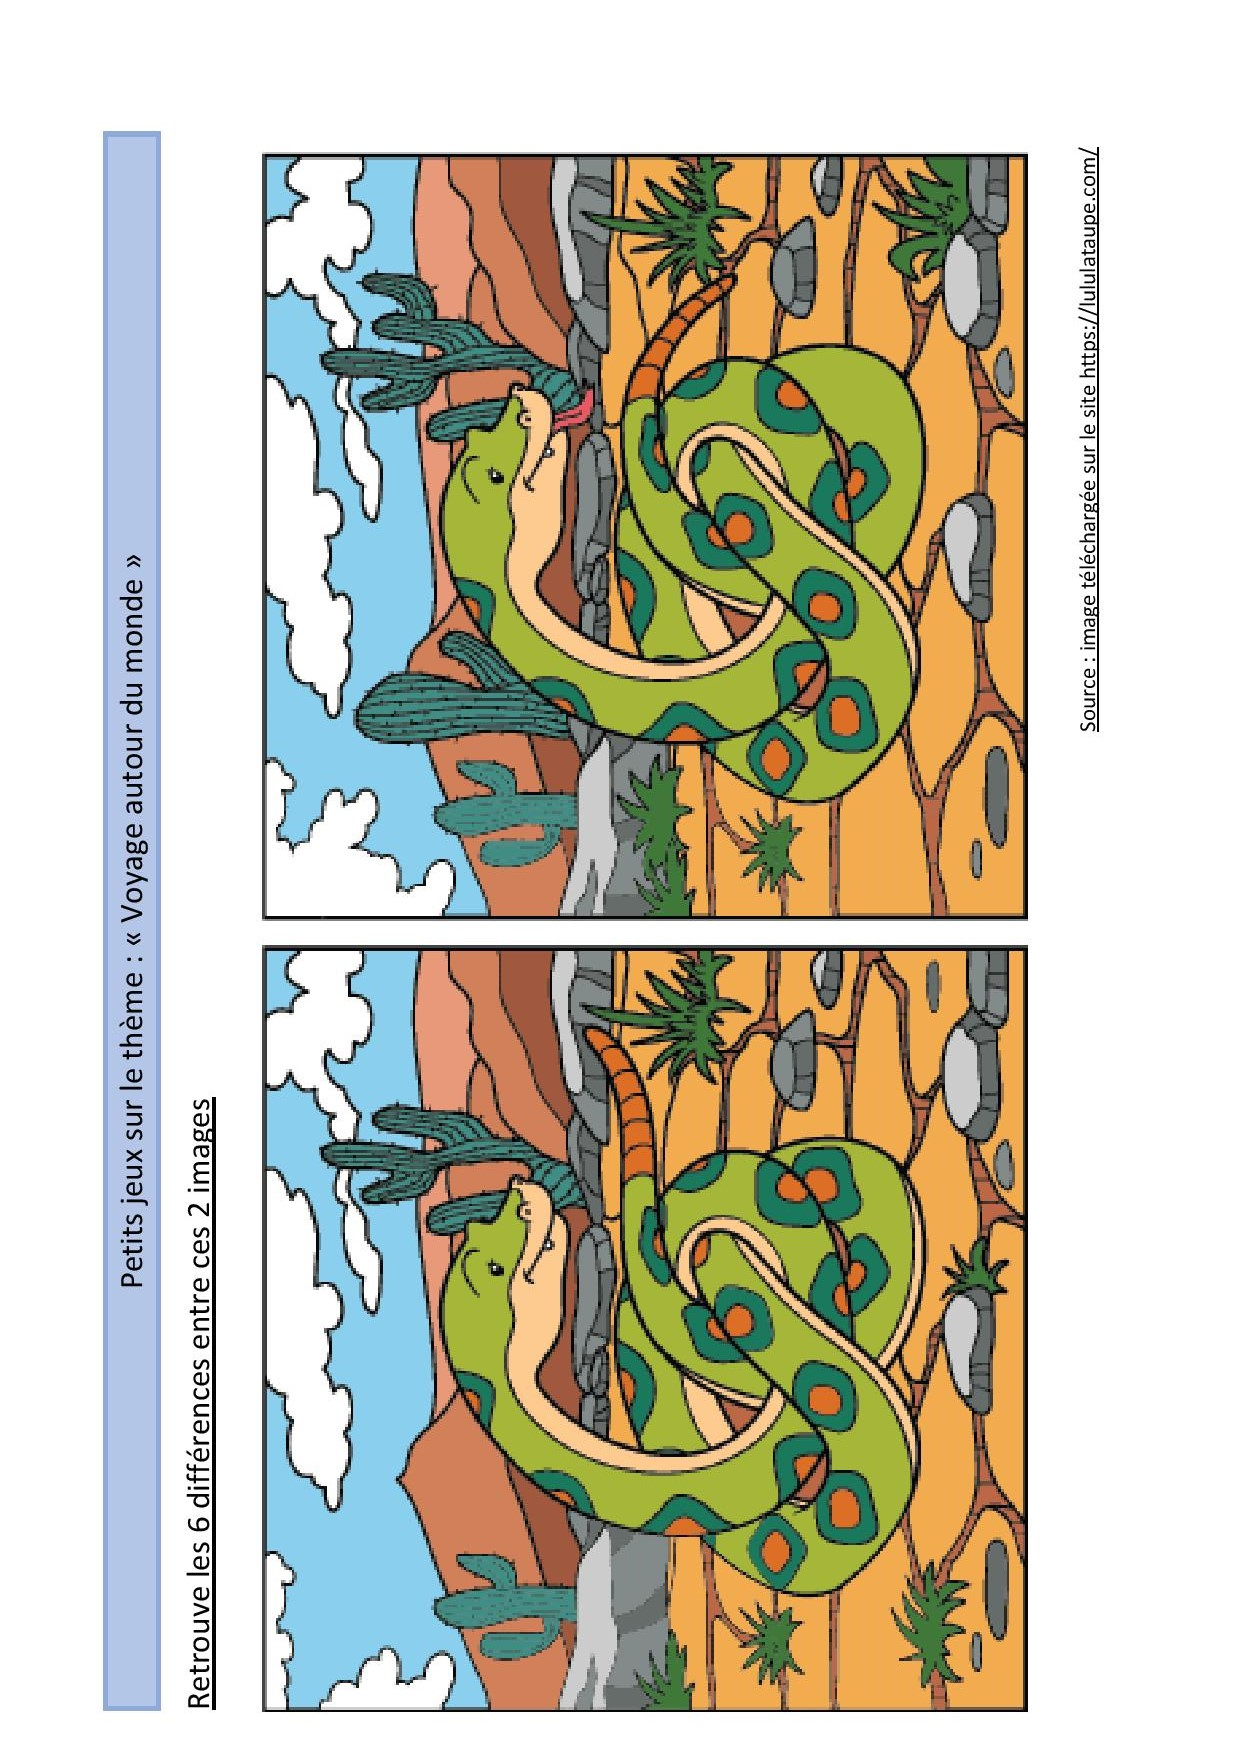 Petits jeux sur le thème : « Voyage autour du monde »
Retrouve les 6 différences entre ces 2 images
Source : image téléchargée sur le site https://lulutaupe.com/